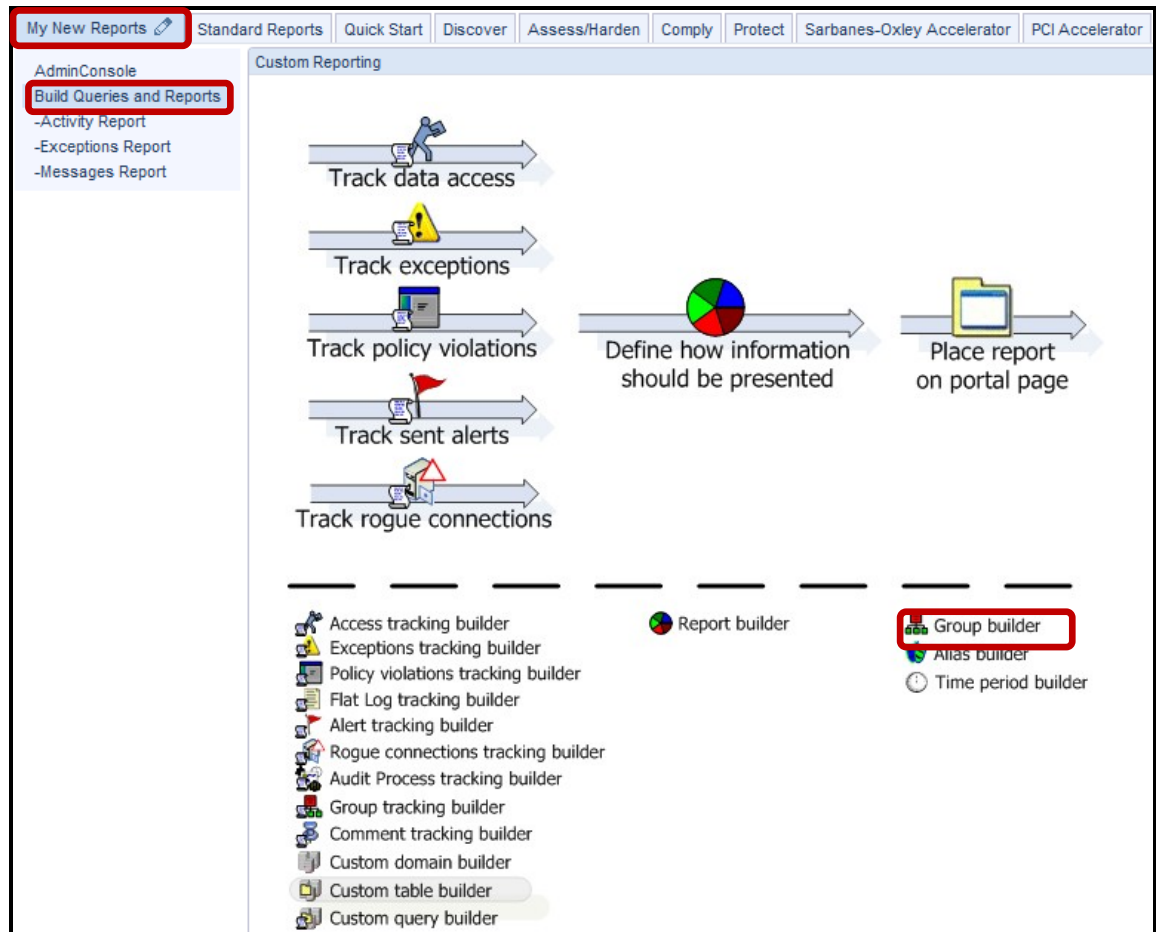 My New Reports
Standard Reports
Quick Start
Discover
Assess/Harden
Comply
Protect
Sarbanes-Oxley Accelerator
PCI Accelerator
AdminConsole
Build Queries and Reports
-Activity Report
-Exceptions Report
-Messages Report
Custom Reporting
Track data access
Track exceptions
Track policy violations
Track sent alerts
Track rogue connections
Define how information
should be presented
Place report
on portal page
Access tracking builder
Exceptions tracking builder
Policy violations tracking builder
Flat Log tracking builder
Alert tracking builder
Rogue connections tracking builder
Audit Process tracking builder
Group tracking builder
Comment tracking builder
Custom domain builder
Custom table builder
Custom query builder
Report builder
Group builder
Alias builder
Time period builder